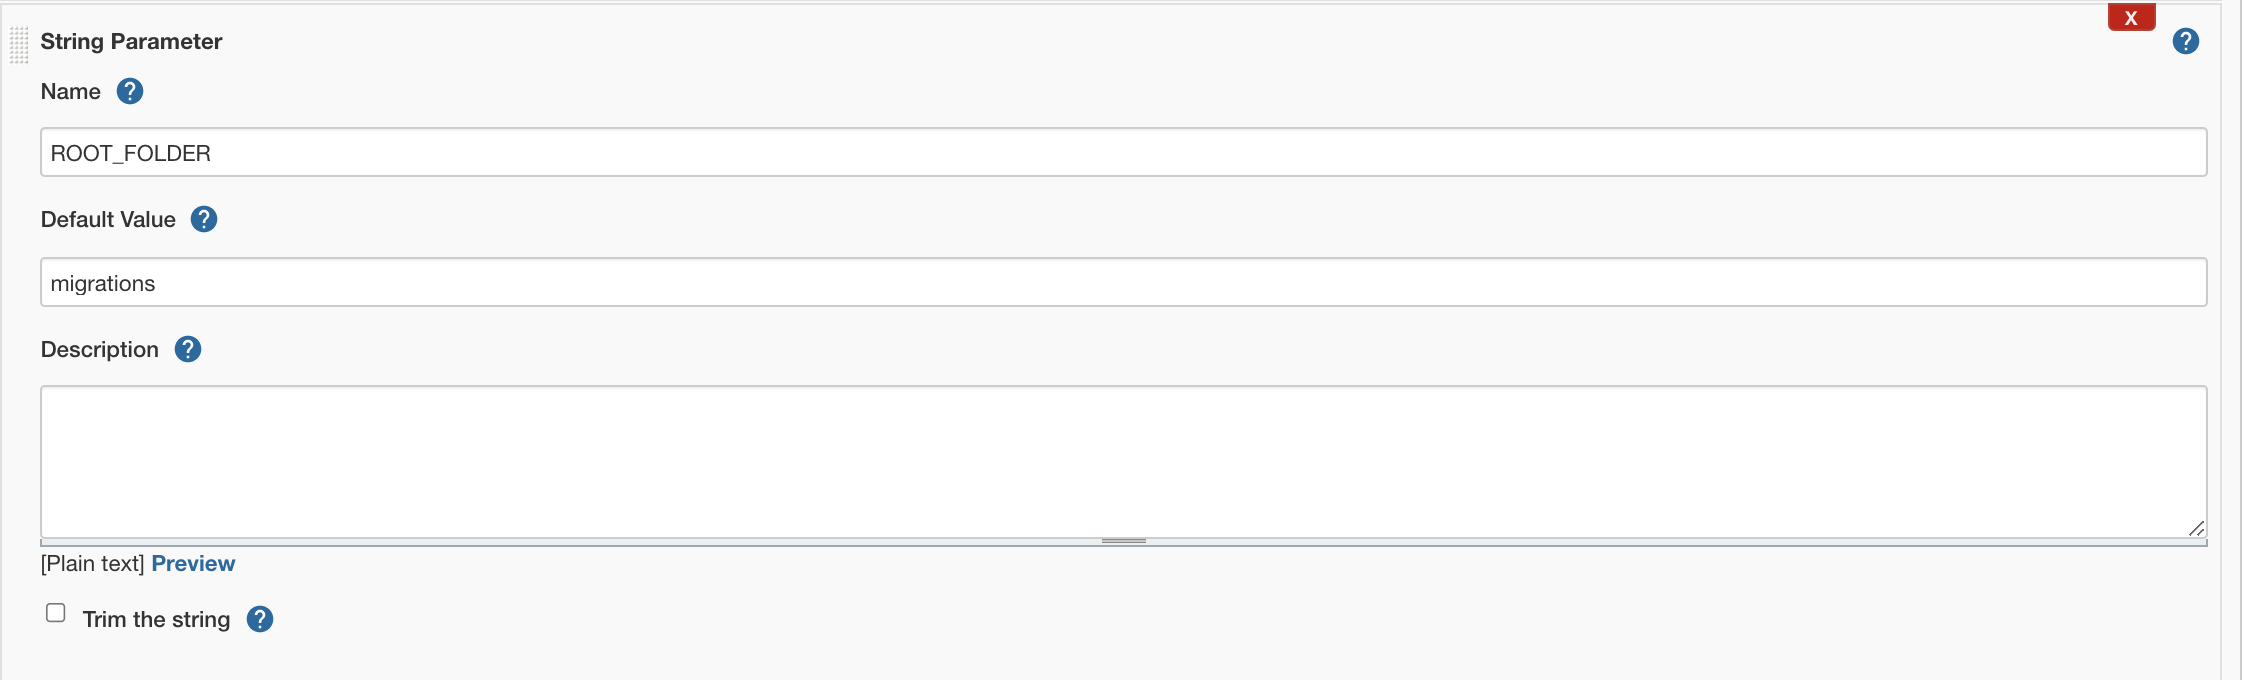 X
String Parameter ?
Name ?
ROOT_FOLDER
Default Value ?
migrations
Description ?
[Plain text] Preview
Trim the string ?
?